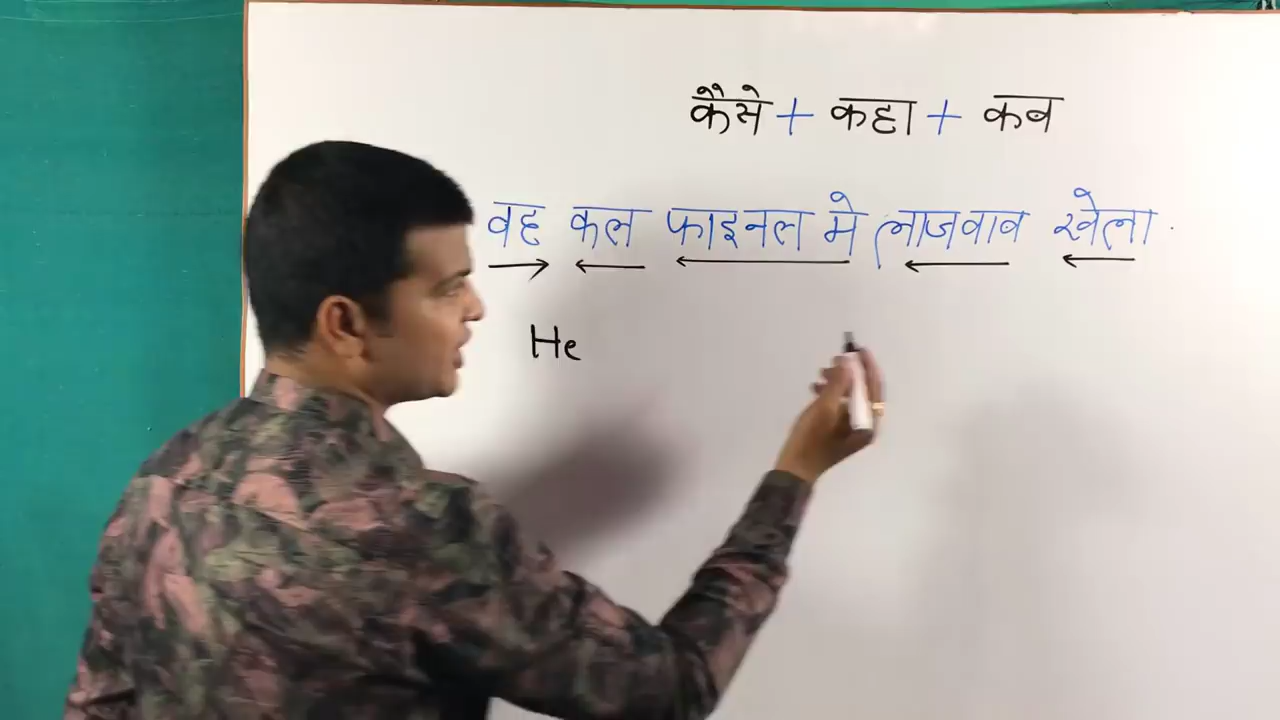 कैसे + कहा + कब
वह कल फाइनल मे लाजवाब खेला.
He